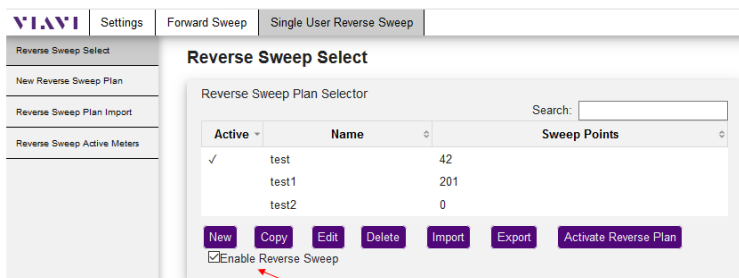 VIAVI Settings Forward Sweep Single User Reverse Sweep
Reverse Sweep Select
New Reverse Sweep Plan
Reverse Sweep Plan Import
Reverse Sweep Active Meters
Reverse Sweep Select
Reverse Sweep Plan Selector
Search:
Active Name Sweep Points
✓ test 42
test1 201
test2 0
New Copy Edit Delete Import Export Activate Reverse Plan
Enable Reverse Sweep